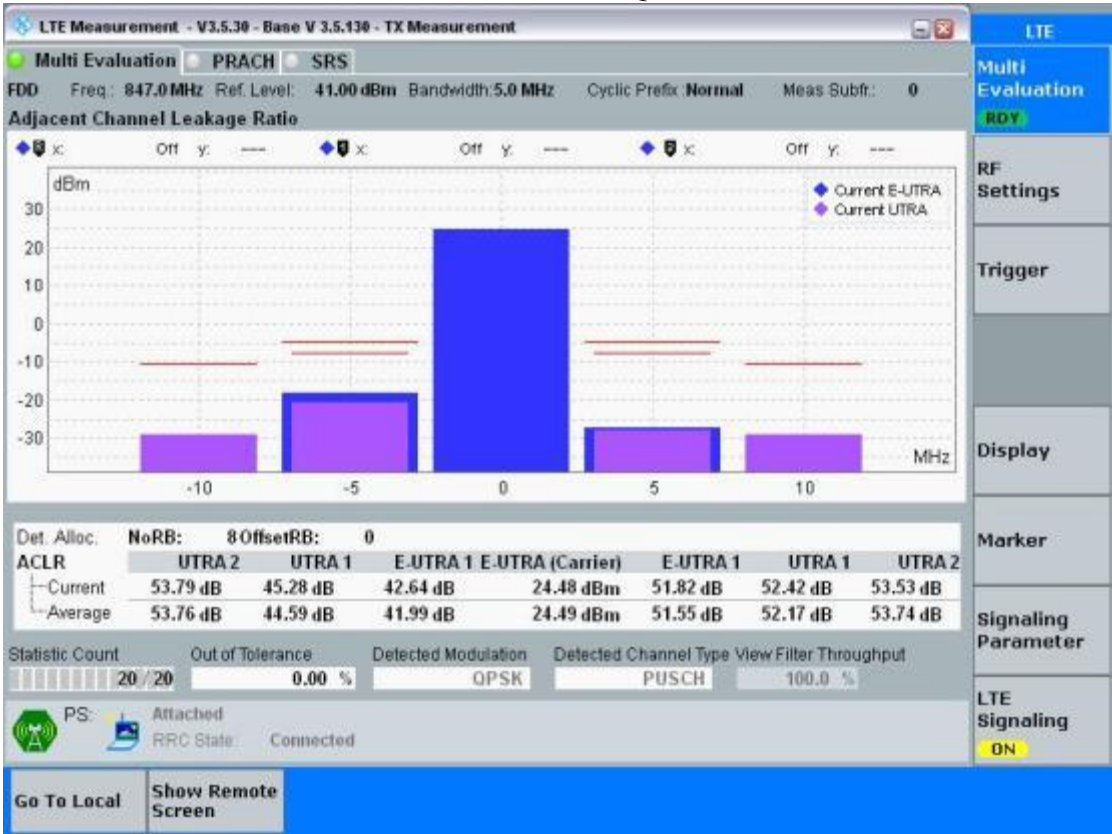 LTE Measurement - V3.5.30 - Base V 3.5.130 - TX Measurement
LTE
Multi Evaluation PRACH SRS
Multi
Evaluation
RDY
FDD Freq.: 847.0 MHz Ref. Level: 41.00 dBm Bandwidth: 5.0 MHz Cyclic Prefix: Normal Meas Subfr.: 0
Adjacent Channel Leakage Ratio
x: Off y: --- x: Off y: --- x: Off y: ---
dBm
Current E-UTRA
Current UTRA
30
20
10
0
-10
-20
-30
MHz
-10 -5 0 5 10
RF
Settings
Trigger
Display
Marker
Signaling
Parameter
LTE
Signaling
ON
Det. Alloc. NoRB: 8 OffsetRB: 0
ACLR UTRA 2 UTRA 1 E-UTRA 1 E-UTRA (Carrier) E-UTRA 1 UTRA 1 UTRA 2
Current 53.79 dB 45.28 dB 42.64 dB 24.48 dBm 51.82 dB 52.42 dB 53.53 dB
Average 53.76 dB 44.59 dB 41.99 dB 24.49 dBm 51.55 dB 52.17 dB 53.74 dB
Statistic Count Out of Tolerance Detected Modulation Detected Channel Type View Filter Throughput
20 / 20 0.00 % QPSK PUSCH 100.0 %
PS: Attached
RRC State: Connected
Go To Local
Show Remote
Screen